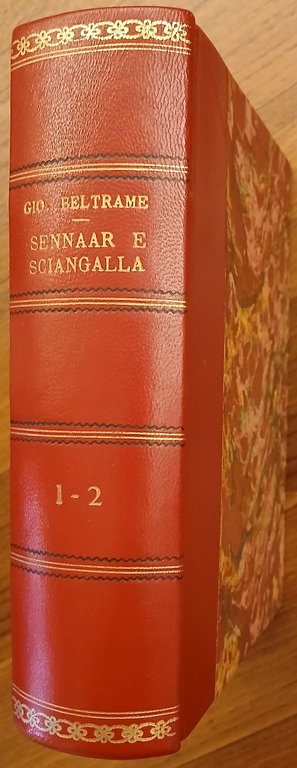 GIO. BELTRAME
SENNAAR E
SCIANGALLA
1-2